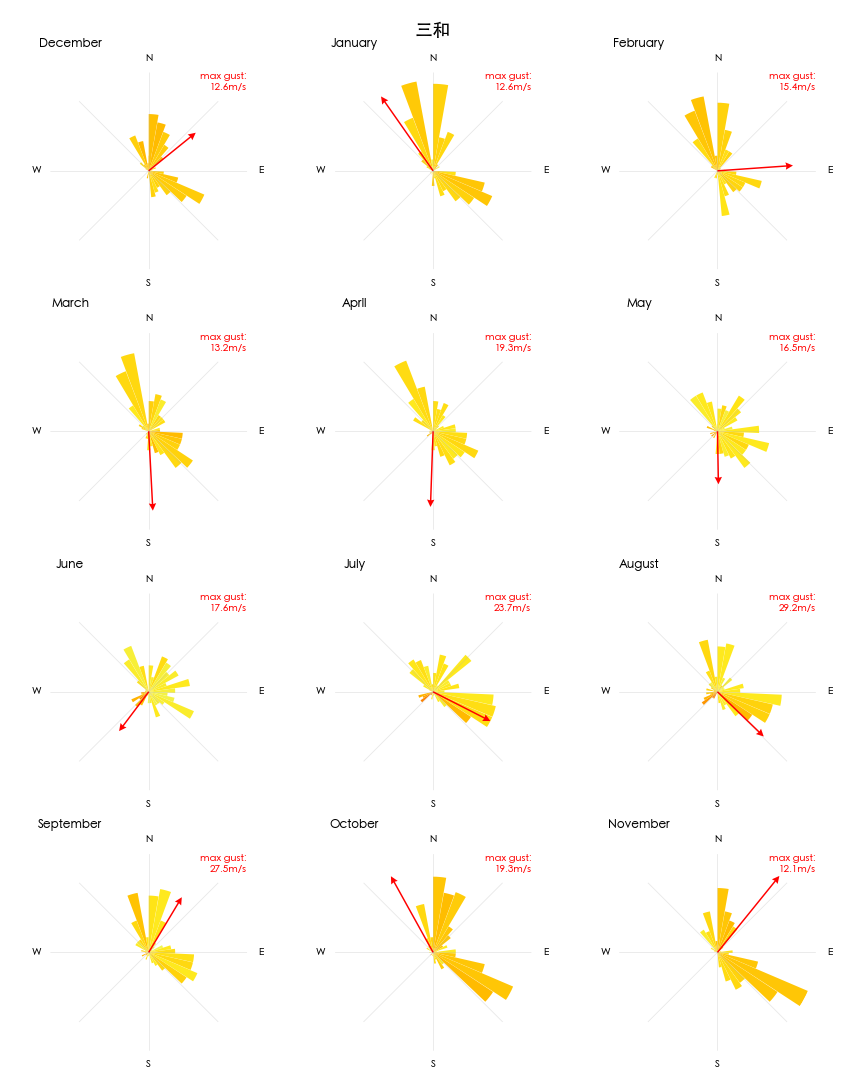 三和
December
N
max gust:
12.6m/s
W
E
S
January
N
max gust:
12.6m/s
W
E
S
February
N
max gust:
15.4m/s
W
E
S
March
N
max gust:
13.2m/s
W
E
S
April
N
max gust:
19.3m/s
W
E
S
May
N
max gust:
16.5m/s
W
E
S
June
N
max gust:
17.6m/s
W
E
S
July
N
max gust:
23.7m/s
W
E
S
August
N
max gust:
29.2m/s
W
E
S
September
N
max gust:
27.5m/s
W
E
S
October
N
max gust:
19.3m/s
W
E
S
November
N
max gust:
12.1m/s
W
E
S